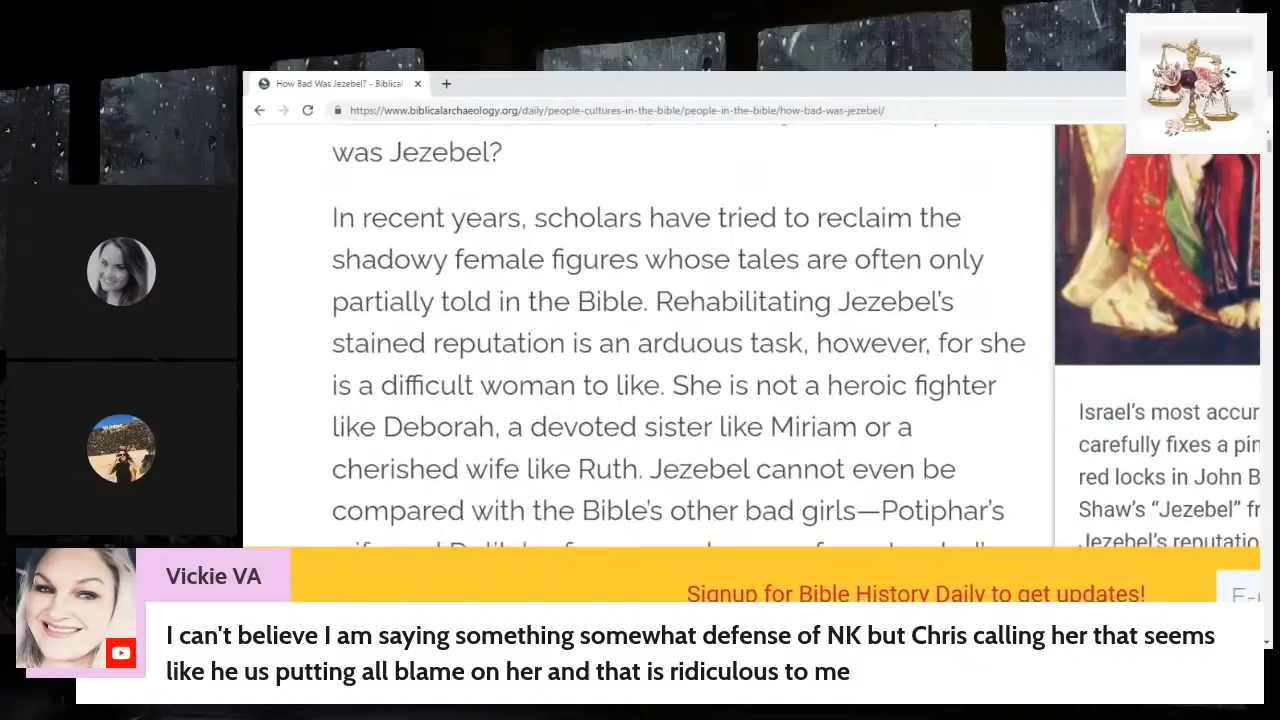 How Bad Was Jezebel? - Biblical
https://www.biblicalarchaeology.org/daily/people-cultures-in-the-bible/people-in-the-bible/how-bad-was-jezebel/
was Jezebel?
In recent years, scholars have tried to reclaim the
shadowy female figures whose tales are often only
partially told in the Bible. Rehabilitating Jezebel's
stained reputation is an arduous task, however, for she
is a difficult woman to like. She is not a heroic fighter
like Deborah, a devoted sister like Miriam or a
cherished wife like Ruth. Jezebel cannot even be
compared with the Bible's other bad girls—Potiphar's
Israel's most accur
carefully fixes a pin
red locks in John B
Shaw's “Jezebel” fr
Jezebel's reputatio
Signup for Bible History Daily to get updates!
Vickie VA
I can't believe I am saying something somewhat defense of NK but Chris calling her that seems
like he us putting all blame on her and that is ridiculous to me